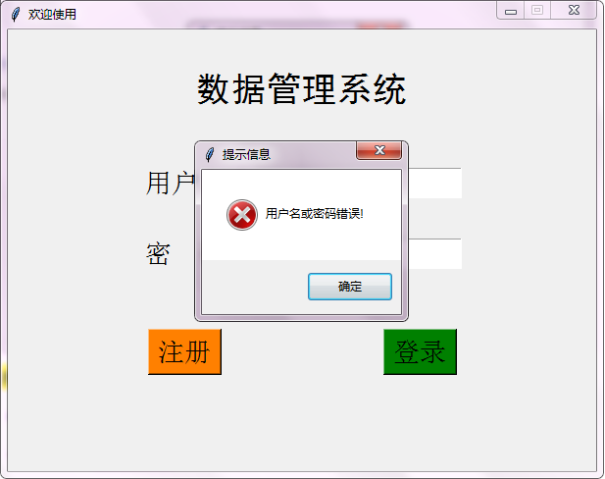 欢迎使用
数据管理系统
提示信息
用户
用户名或密码错误!
密
确定
注册
登录